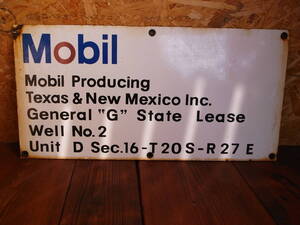 Mobil
Mobil Producing
Texas & New Mexico Inc.
General "G" State Lease
Well No. 2
Unit D Sec. 16-T20S-R27E